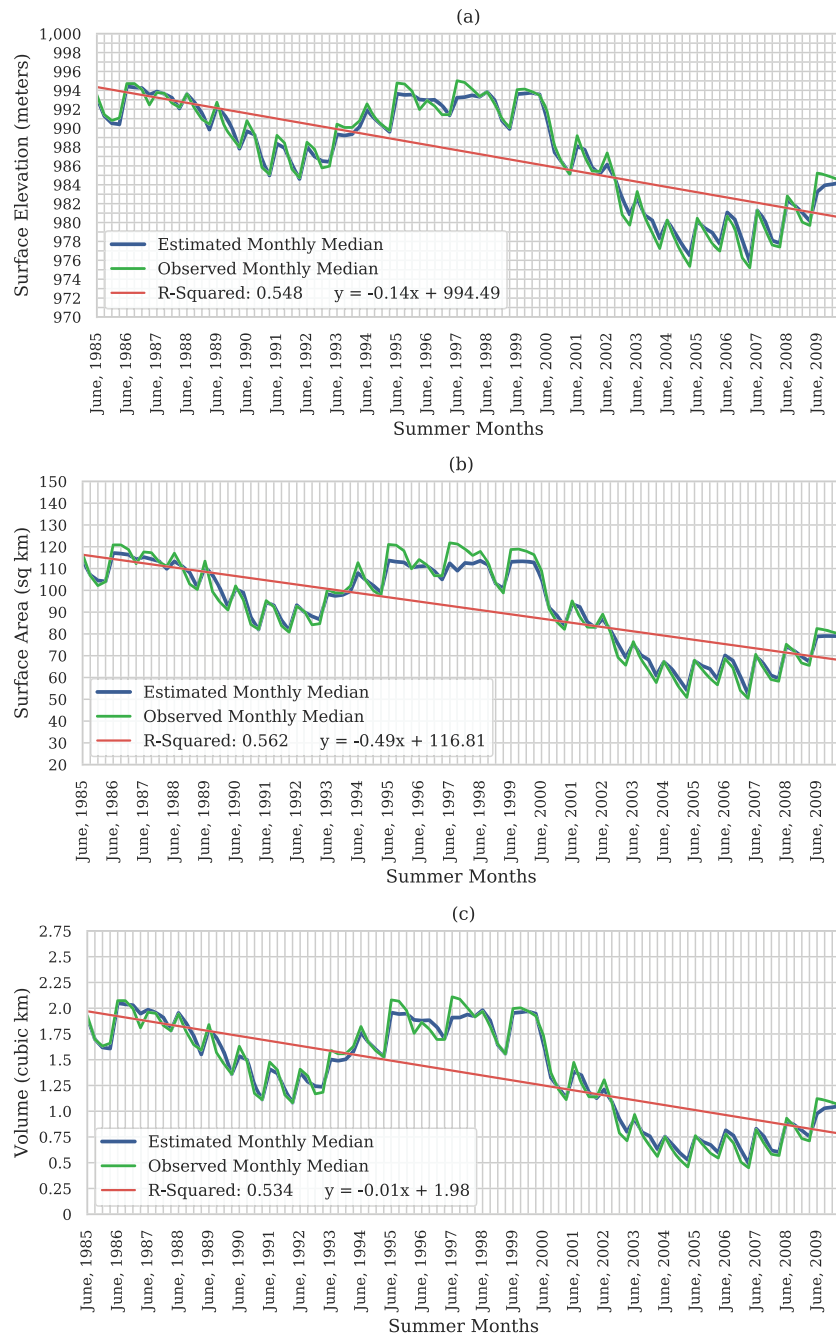 (a)
1,000
998
996
994
992
990
988
986
984
982
980
978
976
974
972
970
Surface Elevation (meters)
Estimated Monthly Median
Observed Monthly Median
R-Squared: 0.548 y = -0.14x + 994.49
June, 1985
June, 1986
June, 1987
June, 1988
June, 1989
June, 1990
June, 1991
June, 1992
June, 1993
June, 1994
June, 1995
June, 1996
June, 1997
June, 1998
June, 1999
June, 2000
June, 2001
June, 2002
June, 2003
June, 2004
June, 2005
June, 2006
June, 2007
June, 2008
June, 2009
Summer Months
(b)
150
140
130
120
110
100
90
80
70
60
50
40
30
20
Surface Area (sq km)
Estimated Monthly Median
Observed Monthly Median
R-Squared: 0.562 y = -0.49x + 116.81
June, 1985
June, 1986
June, 1987
June, 1988
June, 1989
June, 1990
June, 1991
June, 1992
June, 1993
June, 1994
June, 1995
June, 1996
June, 1997
June, 1998
June, 1999
June, 2000
June, 2001
June, 2002
June, 2003
June, 2004
June, 2005
June, 2006
June, 2007
June, 2008
June, 2009
Summer Months
(c)
2.75
2.5
2.25
2.0
1.75
1.5
1.25
1.0
0.75
0.5
0.25
0
Volume (cubic km)
Estimated Monthly Median
Observed Monthly Median
R-Squared: 0.534 y = -0.01x + 1.98
June, 1985
June, 1986
June, 1987
June, 1988
June, 1989
June, 1990
June, 1991
June, 1992
June, 1993
June, 1994
June, 1995
June, 1996
June, 1997
June, 1998
June, 1999
June, 2000
June, 2001
June, 2002
June, 2003
June, 2004
June, 2005
June, 2006
June, 2007
June, 2008
June, 2009
Summer Months